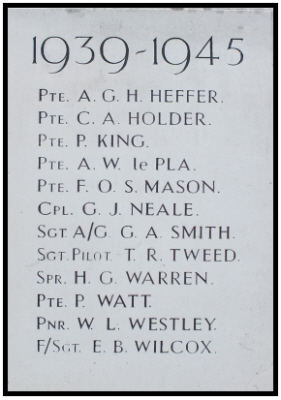 1939-1945
PTE. A. G. H. HEFFER.
PTE. C. A. HOLDER.
PTE. P. KING.
PTE. A. W. le PLA.
PTE. F. O. S. MASON.
CPL. G. J. NEALE.
SGT A/G G. A. SMITH.
SGT. PILOT. T. R. TWEED.
SPR. H. G. WARREN.
PTE. P. WATT.
PNR. W. L. WESTLEY.
F/SGT. E. B. WILCOX.